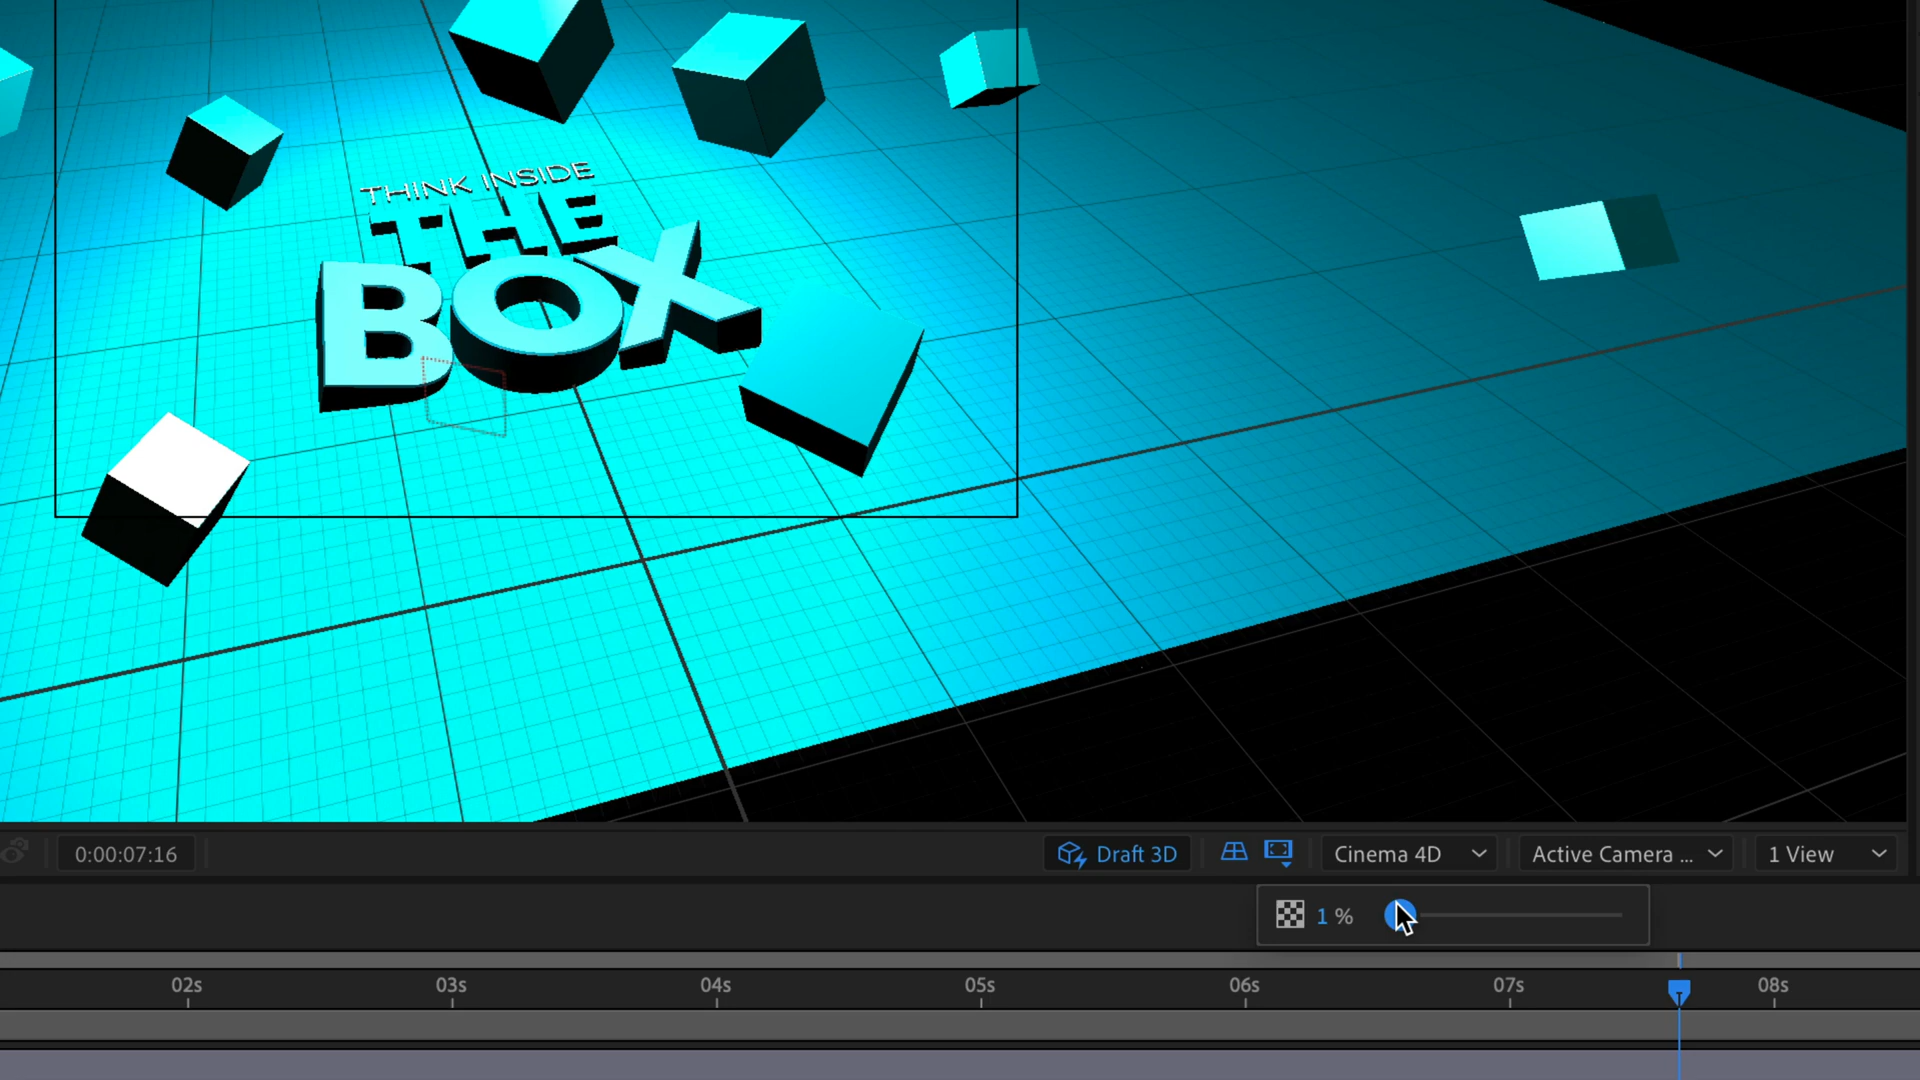 THINK INSIDE
THE
BOX
0:00:07:16
Draft 3D
Cinema 4D
Active Camera ...
1 View
1 %
02s 03s 04s 05s 06s 07s 08s